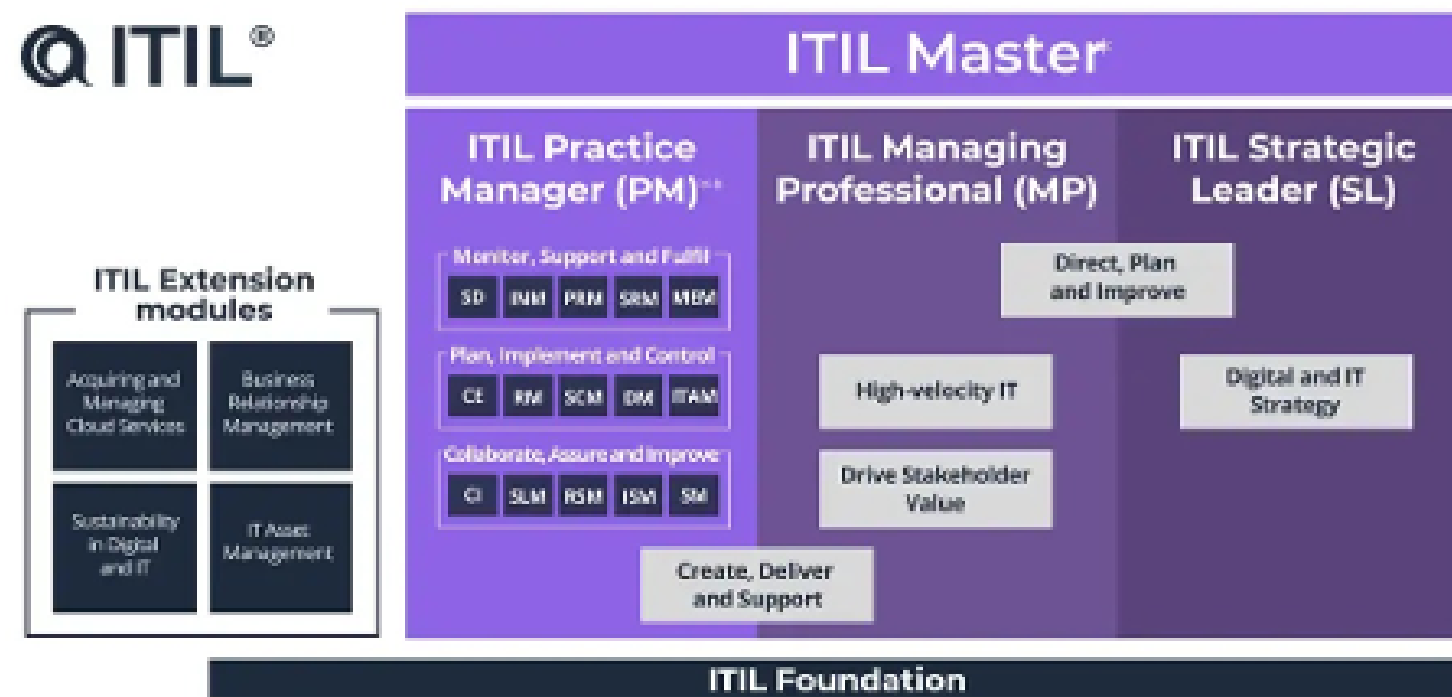 ITIL®
ITIL Master
ITIL Practice
Manager (PM)
ITIL Managing
Professional (MP)
ITIL Strategic
Leader (SL)
Monitor, Support and Fulfil
SD INM PRM SRM MEM
Plan, Implement and Control
CE RM SCM DM ITAM
Collaborate, Assure and Improve
CI SLM RSM ISM SM
Direct, Plan
and Improve
High-velocity IT
Digital and IT
Strategy
Drive Stakeholder
Value
Create, Deliver
and Support
ITIL Extension
modules
Acquiring and
Managing
Cloud Services
Business
Relationship
Management
Sustainability
in Digital
and IT
IT Asset
Management
ITIL Foundation